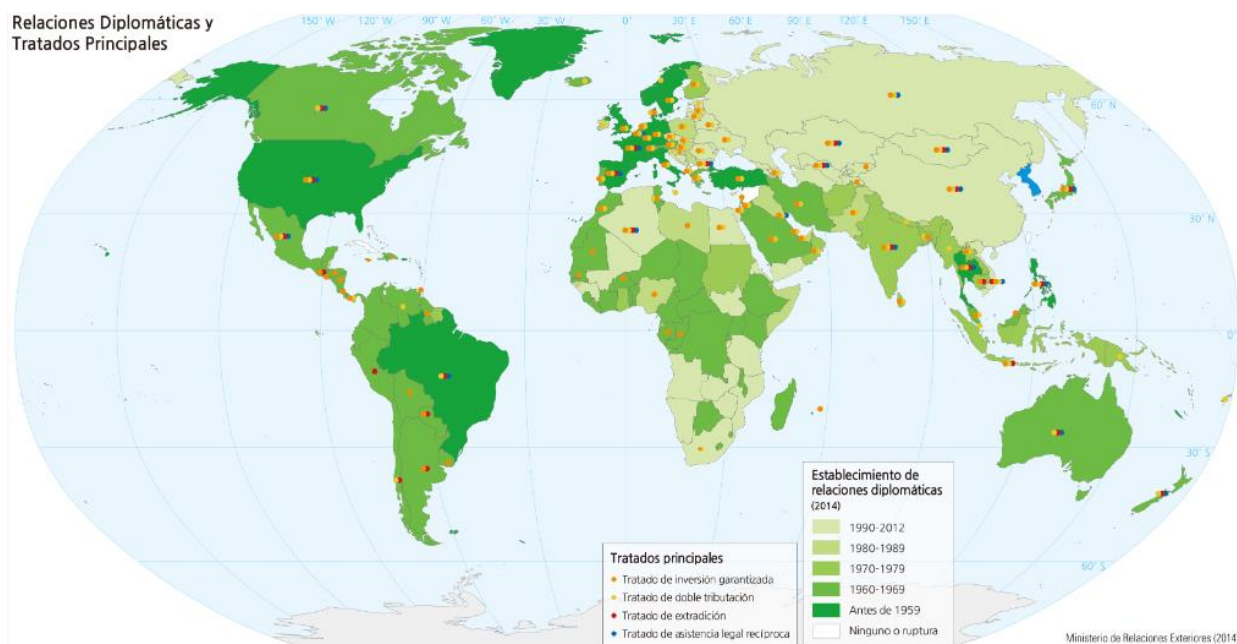 Relaciones Diplomáticas y
Tratados Principales
150° W
120° W
90° W
30° W
0°
30° E
60° E
90° E
120° E
150° E
60° N
30° N
0°
30° S
60° S
Tratados principales
Tratado de inversión garantizada
Tratado de doble tributación
Tratado de extradición
Tratado de asistencia legal recíproca
Establecimiento de
relaciones diplomáticas
(2014)
1990-2012
1980-1989
1970-1979
1960-1969
Antes de 1959
Ninguno o ruptura
Ministerio de Relaciones Exteriores (2014